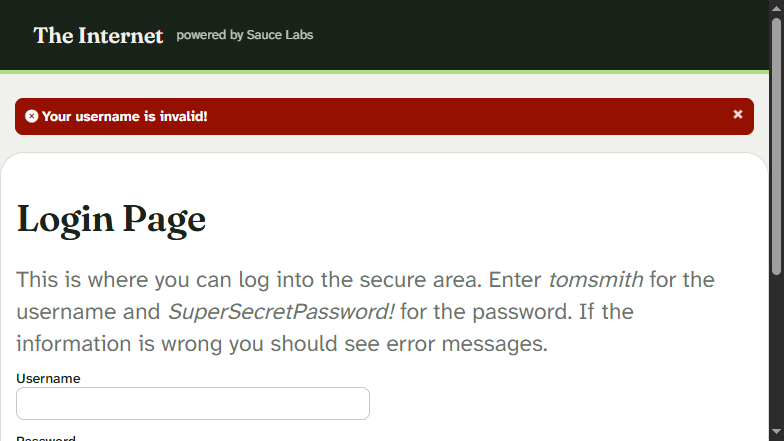 The Internet powered by Sauce Labs
Your username is invalid!
Login Page
This is where you can log into the secure area. Enter tomsmith for the
username and SuperSecretPassword! for the password. If the
information is wrong you should see error messages.
Username
Password